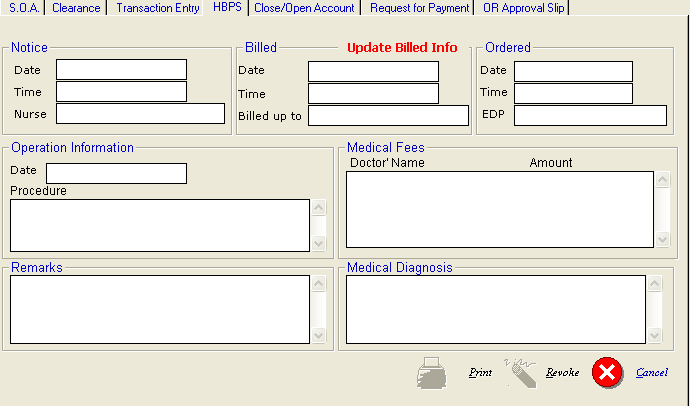 S.O.A. Clearance Transaction Entry HBPS Close/Open Account Request for Payment OR Approval Slip
Notice Billed Update Billed Info Ordered
Date Date Date
Time Time Time
Nurse Billed up to EDP
Operation Information Medical Fees
Doctor' Name Amount
Date
Procedure
Remarks Medical Diagnosis
Print Revoke Cancel